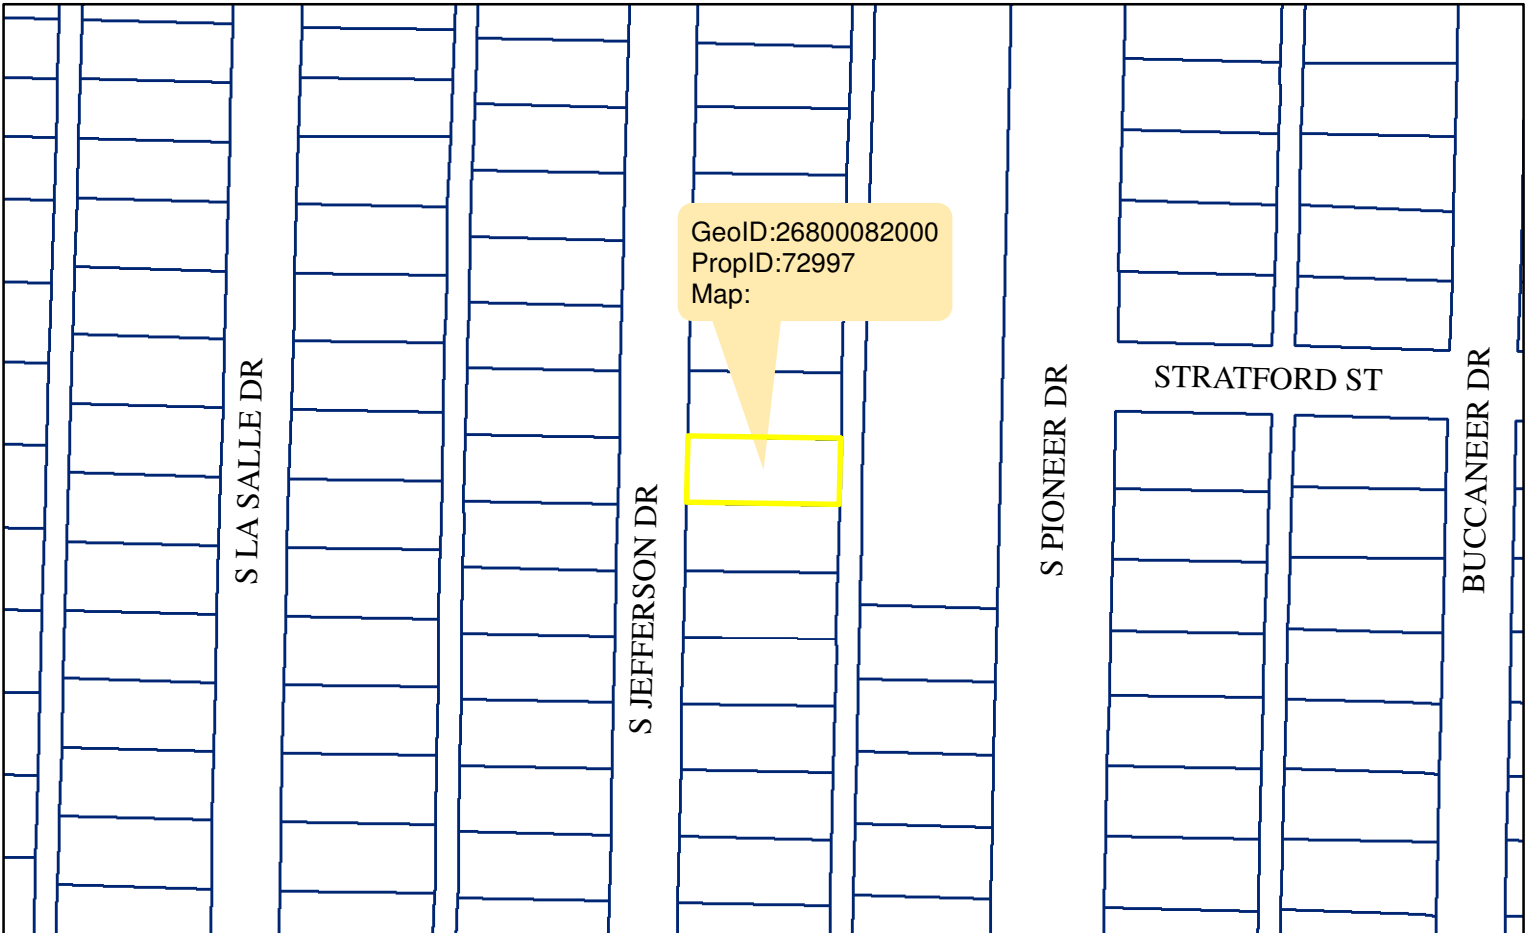 GeoID:26800082000
PropID:72997
Map:
S LA SALLE DR
S JEFFERSON DR
S PIONEER DR
STRATFORD ST
BUCCANEER DR